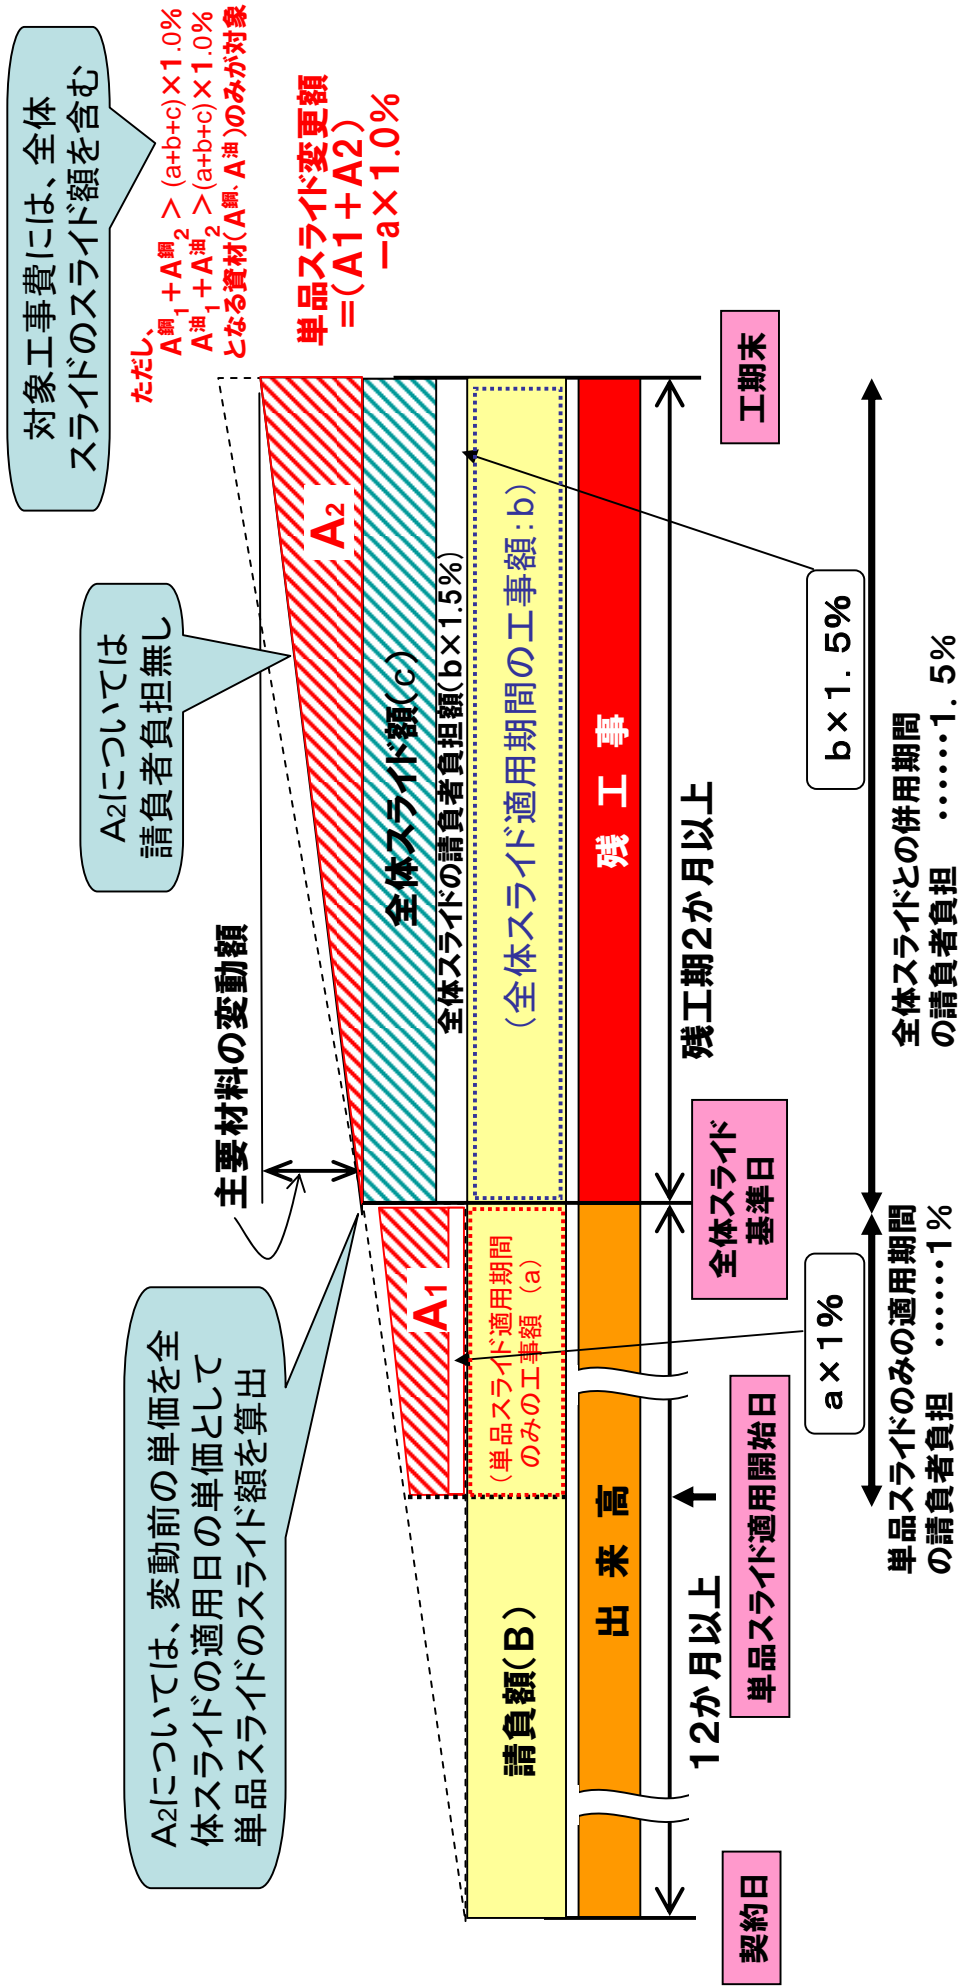 対象工事費には、全体
スライドのスライド額を含む
ただし、
A鋼1+A鋼2 >(a+b+c)×1.0%
A油1+A油2 >(a+b+c)×1.0%
となる資材(A鋼、A油)のみが対象
単品スライド変更額
=(A1+A2)
-a×1.0%
A2については
請負者負担無し
主要材料の変動額
A2については、変動前の単価を全
体スライドの適用日の単価として
単品スライドのスライド額を算出
A1
A2
全体スライド額(c)
全体スライドの請負者負担額(b×1.5%)
請負額(B)
(単品スライド適用期間
のみの工事額 (a)
(全体スライド適用期間の工事額:b)
出来高
残工事
12か月以上
残工期2か月以上
契約日
単品スライド適用開始日
全体スライド
基準日
工期末
a×1%
b×1.5%
単品スライドのみの適用期間
の請負者負担 ……1%
全体スライドとの併用期間
の請負者負担 ……1.5%